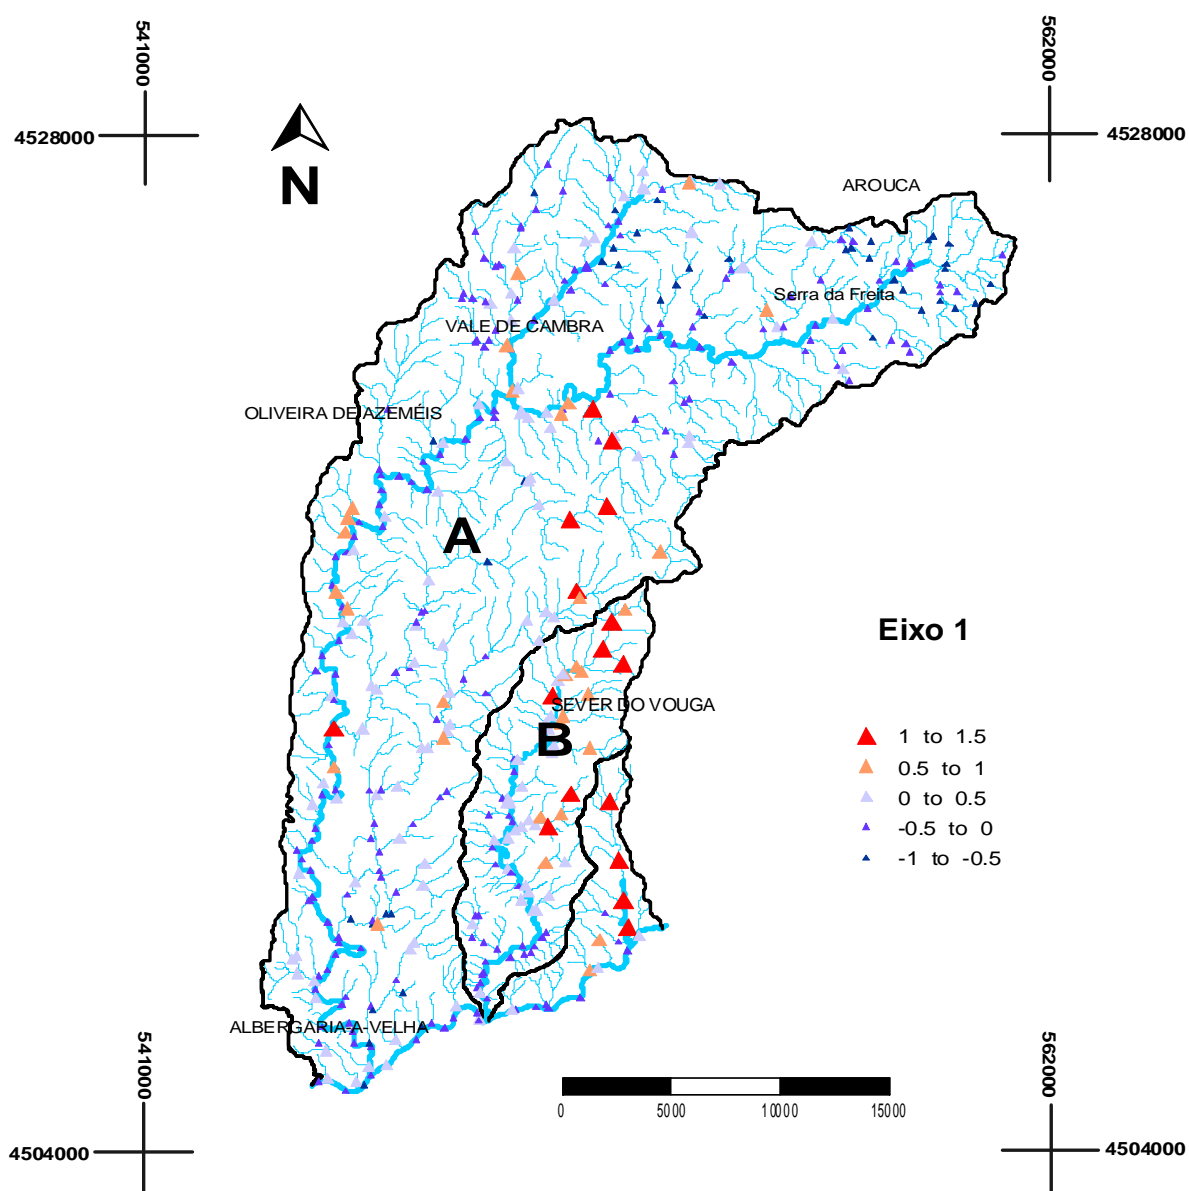 541000
562000
4528000
4528000
N
AROUCA
Serra da Freita
VALE DE CAMBRA
OLIVEIRA DE AZEMÉIS
A
Eixo 1
SEVER DO VOUGA
B
1 to 1.5
0.5 to 1
0 to 0.5
-0.5 to 0
-1 to -0.5
ALBERGARIA-A-VELHA
0 5000 10000 15000
541000
562000
4504000
4504000